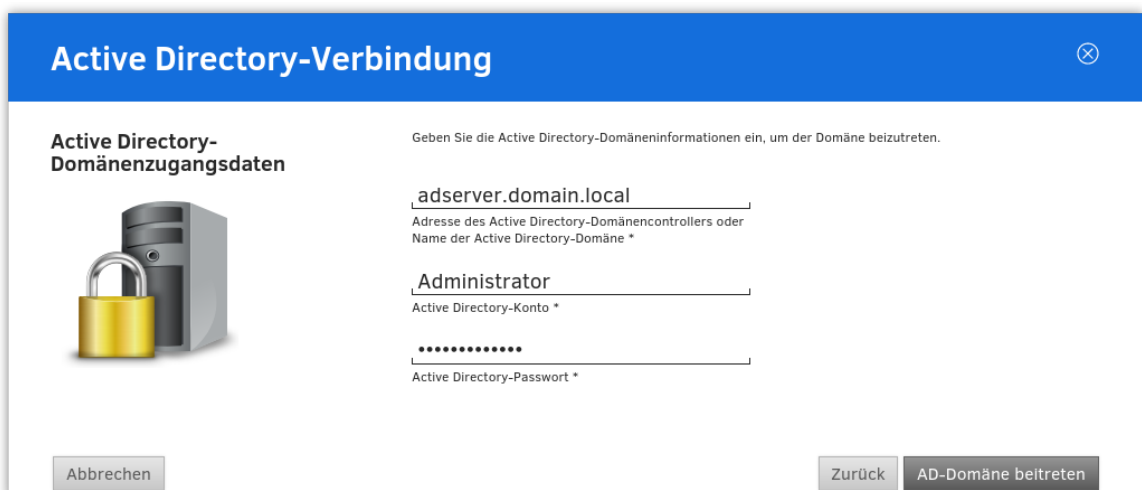 Active Directory-Verbindung
Active Directory-
Domänenzugangsdaten
Geben Sie die Active Directory-Domäneninformationen ein, um der Domäne beizutreten.
adserver.domain.local
Adresse des Active Directory-Domänencontrollers oder
Name der Active Directory-Domäne *
Administrator
Active Directory-Konto *
•••••••••••••
Active Directory-Passwort *
Abbrechen
Zurück
AD-Domäne beitreten